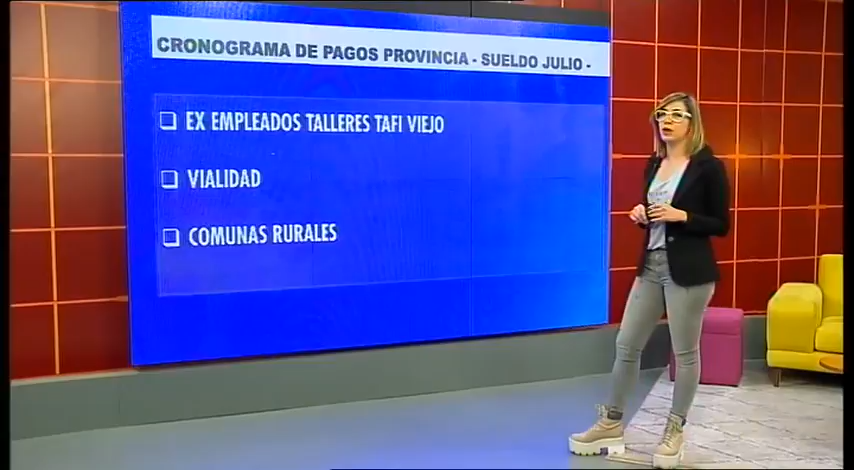 CRONOGRAMA DE PAGOS PROVINCIA - SUELDO JULIO -
EX EMPLEADOS TALLERES TAFI VIEJO
VIALIDAD
COMUNAS RURALES